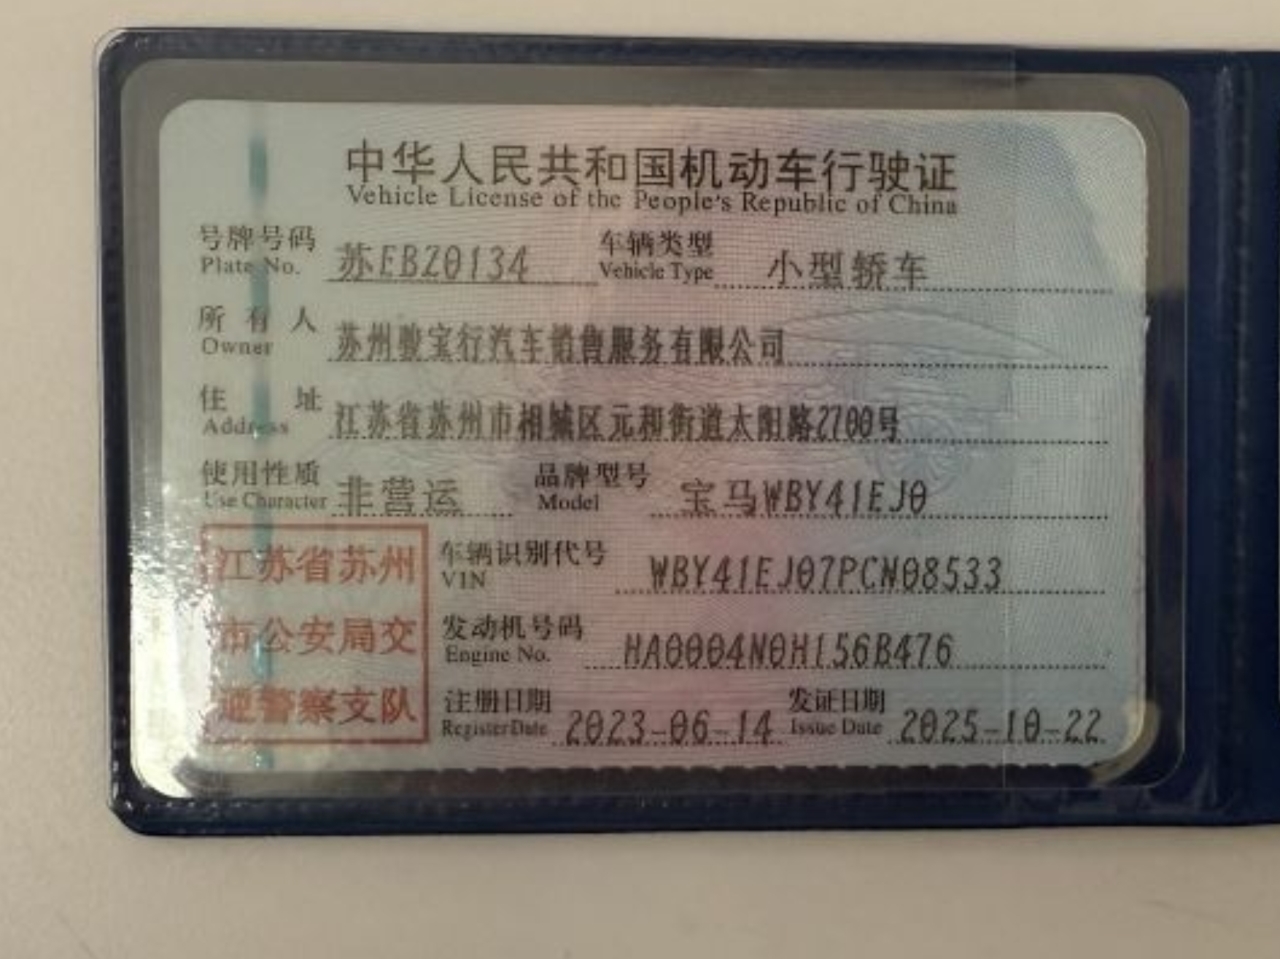 中华人民共和国机动车行驶证
Vehicle License of the People's Republic of China
号牌号码 苏EBZ0134 车辆类型 小型轿车
Plate No. Vehicle Type
所有人 苏州骏宝行汽车销售服务有限公司
Owner
住址 江苏省苏州市相城区元和街道太阳路2700号
Address
使用性质 非营运 品牌型号 宝马WBY41EJ0
Use Character Model
江苏省苏州
市公安局交
通警察支队
车辆识别代号 WBY41EJ07PCN08533
VIN
发动机号码 HA0004N0H156B476
Engine No.
注册日期 2023-06-14 发证日期 2025-10-22
Register Date Issue Date